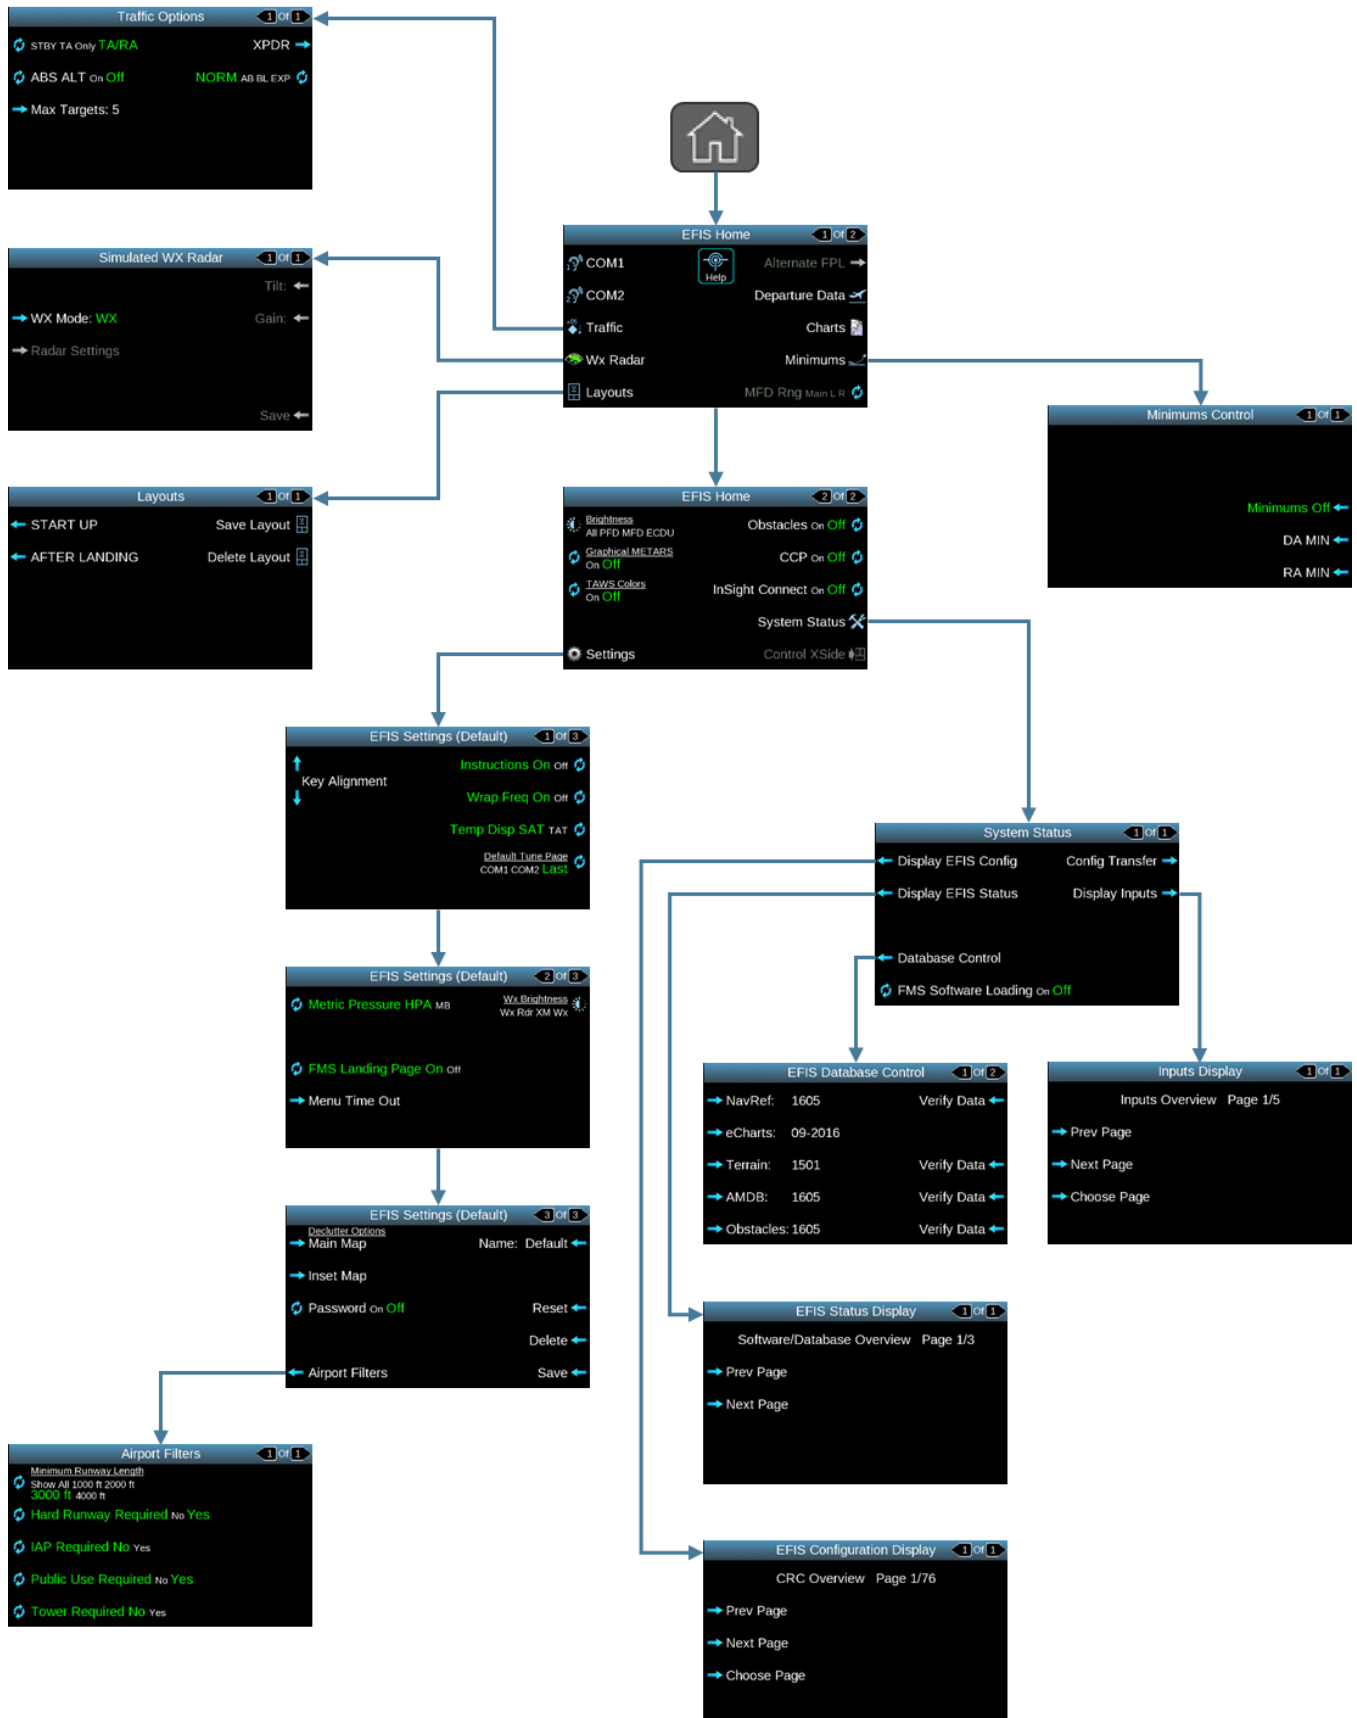 Traffic Options 1 Of 1
STBY TA Only TA/RA XPDR
ABS ALT On Off NORM AB BL EXP
Max Targets: 5
EFIS Home 1 Of 2
1 COM1 Help Alternate FPL
2 COM2 Departure Data
+05 Traffic Charts
Wx Radar Minimums
Layouts MFD Rng Main L R
Simulated WX Radar 1 Of 1
Tilt:
WX Mode: WX Gain:
Radar Settings
Save
Minimums Control 1 Of 1
Minimums Off
DA MIN
RA MIN
Layouts 1 Of 1
START UP Save Layout
AFTER LANDING Delete Layout
EFIS Home 2 Of 2
Brightness
All PFD MFD ECDU Obstacles On Off
Graphical METARS
On Off CCP On Off
TAWS Colors
On Off InSight Connect On Off
System Status
Settings Control XSide
EFIS Settings (Default) 1 Of 3
Instructions On Off
Key Alignment
Wrap Freq On Off
Temp Disp SAT TAT
Default Tune Page
COM1 COM2 Last
System Status 1 Of 1
Display EFIS Config Config Transfer
Display EFIS Status Display Inputs
Database Control
FMS Software Loading On Off
EFIS Settings (Default) 2 Of 3
Metric Pressure HPA MB Wx Brightness
Wx Rdr XM Wx
FMS Landing Page On Off
Menu Time Out
EFIS Database Control 1 Of 2
NavRef: 1605 Verify Data
eCharts: 09-2016
Terrain: 1501 Verify Data
AMDB: 1605 Verify Data
Obstacles: 1605 Verify Data
Inputs Display 1 Of 1
Inputs Overview Page 1/5
Prev Page
Next Page
Choose Page
EFIS Settings (Default) 3 Of 3
Declutter Options
Main Map Name: Default
Inset Map
Password On Off Reset
Delete
Airport Filters Save
EFIS Status Display 1 Of 1
Software/Database Overview Page 1/3
Prev Page
Next Page
Airport Filters 1 Of 1
Minimum Runway Length
Show All 1000 ft 2000 ft
3000 ft 4000 ft
Hard Runway Required No Yes
IAP Required No Yes
Public Use Required No Yes
Tower Required No Yes
EFIS Configuration Display 1 Of 1
CRC Overview Page 1/76
Prev Page
Next Page
Choose Page